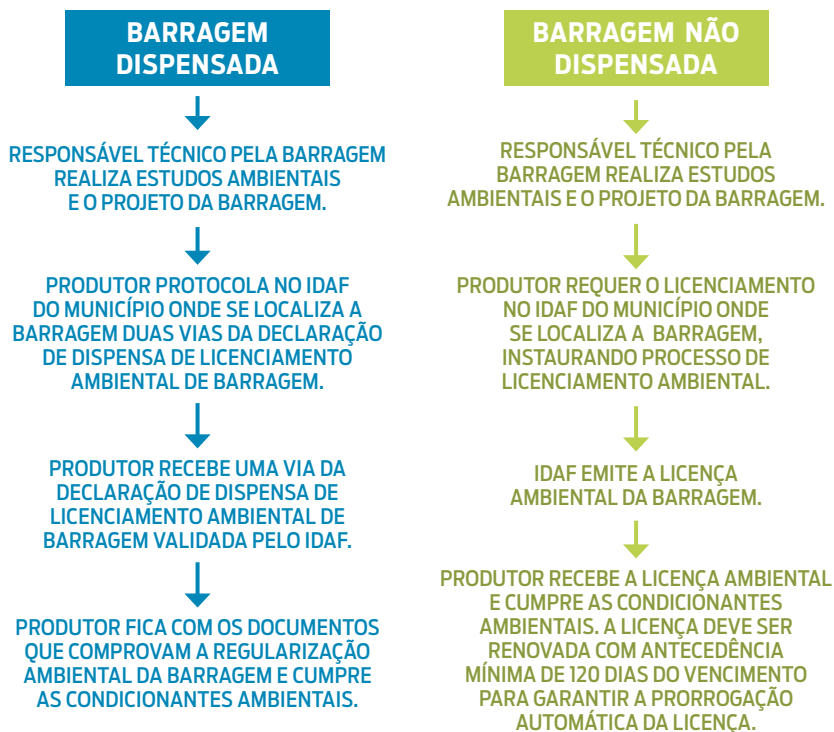 BARRAGEM
DISPENSADA
RESPONSÁVEL TÉCNICO PELA BARRAGEM
REALIZA ESTUDOS AMBIENTAIS
E O PROJETO DA BARRAGEM.
PRODUTOR PROTOCOLA NO IDAF
DO MUNICÍPIO ONDE SE LOCALIZA A
BARRAGEM DUAS VIAS DA DECLARAÇÃO
DE DISPENSA DE LICENCIAMENTO
AMBIENTAL DE BARRAGEM.
PRODUTOR RECEBE UMA VIA DA
DECLARAÇÃO DE DISPENSA DE
LICENCIAMENTO AMBIENTAL DE
BARRAGEM VALIDADA PELO IDAF.
PRODUTOR FICA COM OS DOCUMENTOS
QUE COMPROVAM A REGULARIZAÇÃO
AMBIENTAL DA BARRAGEM E CUMPRE
AS CONDICIONANTES AMBIENTAIS.
BARRAGEM NÃO
DISPENSADA
RESPONSÁVEL TÉCNICO PELA
BARRAGEM REALIZA ESTUDOS
AMBIENTAIS E O PROJETO DA BARRAGEM.
PRODUTOR REQUER O LICENCIAMENTO
NO IDAF DO MUNICÍPIO ONDE
SE LOCALIZA A BARRAGEM,
INSTAURANDO PROCESSO DE
LICENCIAMENTO AMBIENTAL.
IDAF EMITE A LICENÇA
AMBIENTAL DA BARRAGEM.
PRODUTOR RECEBE A LICENÇA AMBIENTAL
E CUMPRE AS CONDICIONANTES
AMBIENTAIS. A LICENÇA DEVE SER
RENOVADA COM ANTECEDÊNCIA
MÍNIMA DE 120 DIAS DO VENCIMENTO
PARA GARANTIR A PRORROGAÇÃO
AUTOMÁTICA DA LICENÇA.